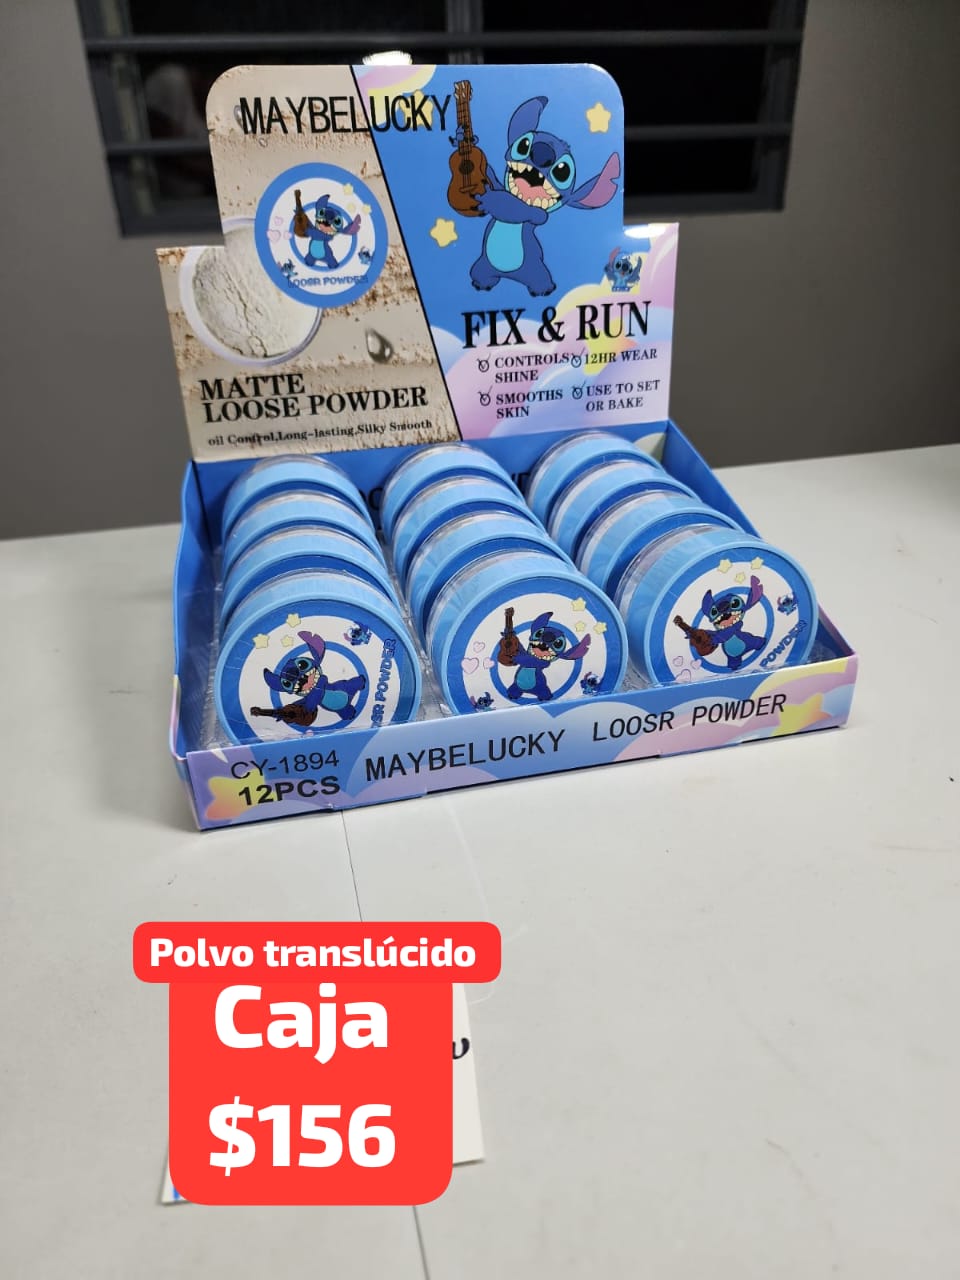 MAYBELUCKY
LOOSR POWDER
MATTE
LOOSE POWDER
oil Control,Long-lasting,Silky Smooth
FIX & RUN
CONTROLS
SHINE
12HR WEAR
SMOOTHS
SKIN
USE TO SET
OR BAKE
LOOSR POWDER
POWDER
CY-1894
12PCS
MAYBELUCKY LOOSR POWDER
Polvo translúcido
Caja
$156